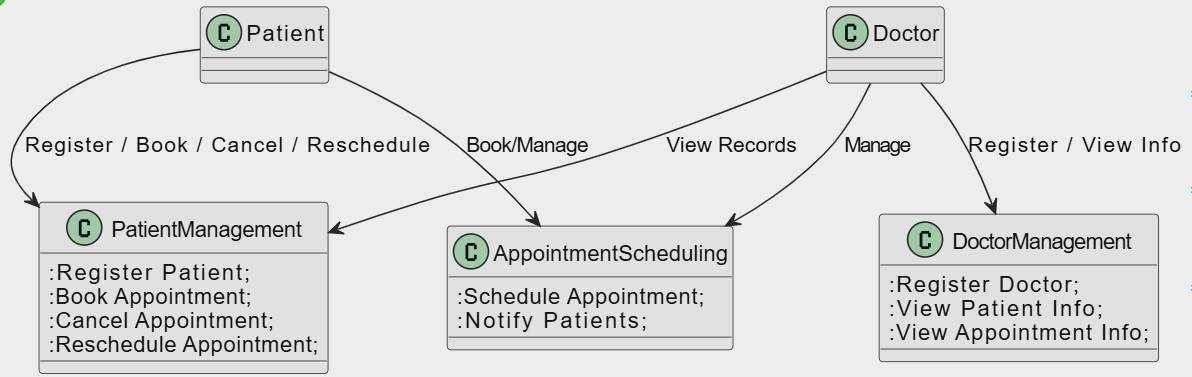 C Patient
C Doctor
Register / Book / Cancel / Reschedule
Book/Manage
View Records
Manage
Register / View Info
C PatientManagement
:Register Patient;
:Book Appointment;
:Cancel Appointment;
:Reschedule Appointment;
C AppointmentScheduling
:Schedule Appointment;
:Notify Patients;
C DoctorManagement
:Register Doctor;
:View Patient Info;
:View Appointment Info;